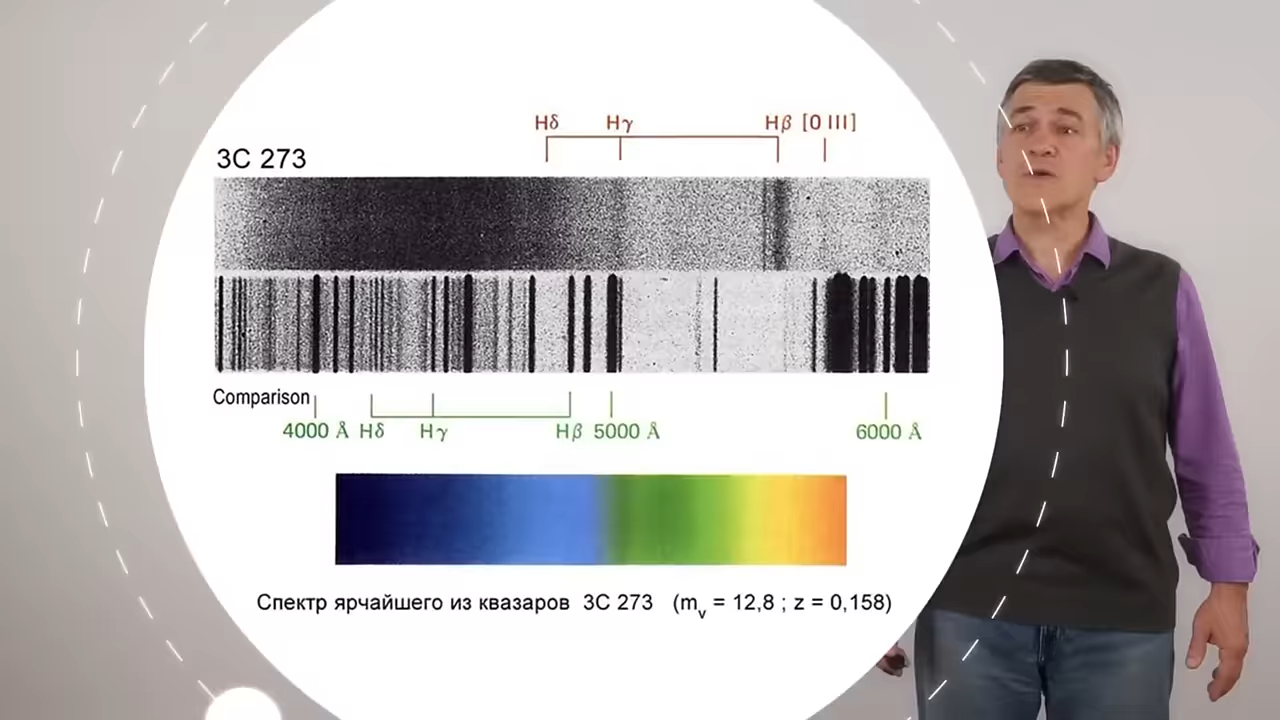 Hδ Hγ Hβ [O III]
3C 273
Comparison
4000 Å Hδ Hγ Hβ 5000 Å 6000 Å
Спектр ярчайшего из квазаров 3С 273 (mv = 12,8 ; z = 0,158)